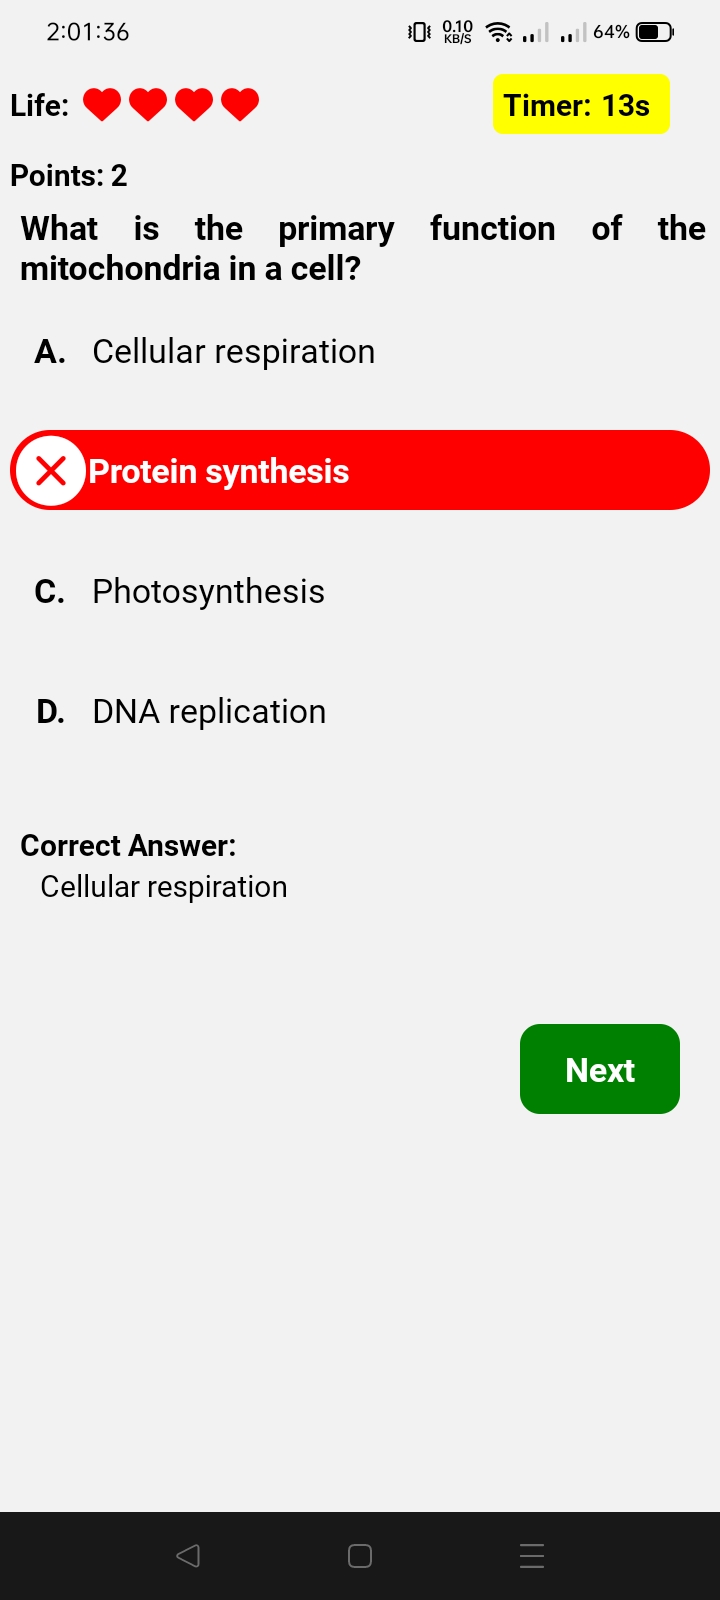 2:01:36
0.10
KB/S
64%
Life:
Timer: 13s
Points: 2
What is the primary function of the
mitochondria in a cell?
A. Cellular respiration
Protein synthesis
C. Photosynthesis
D. DNA replication
Correct Answer:
Cellular respiration
Next